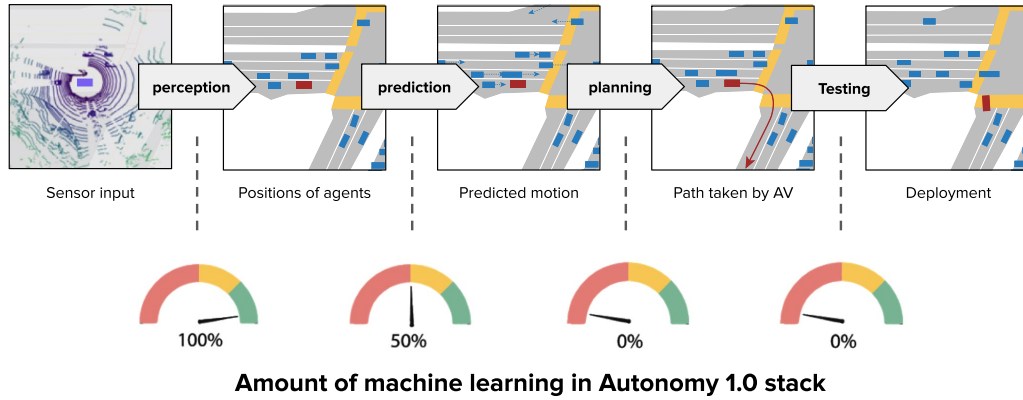 perception
prediction
planning
Testing
Sensor input
Positions of agents
Predicted motion
Path taken by AV
Deployment
100%
50%
0%
0%
Amount of machine learning in Autonomy 1.0 stack